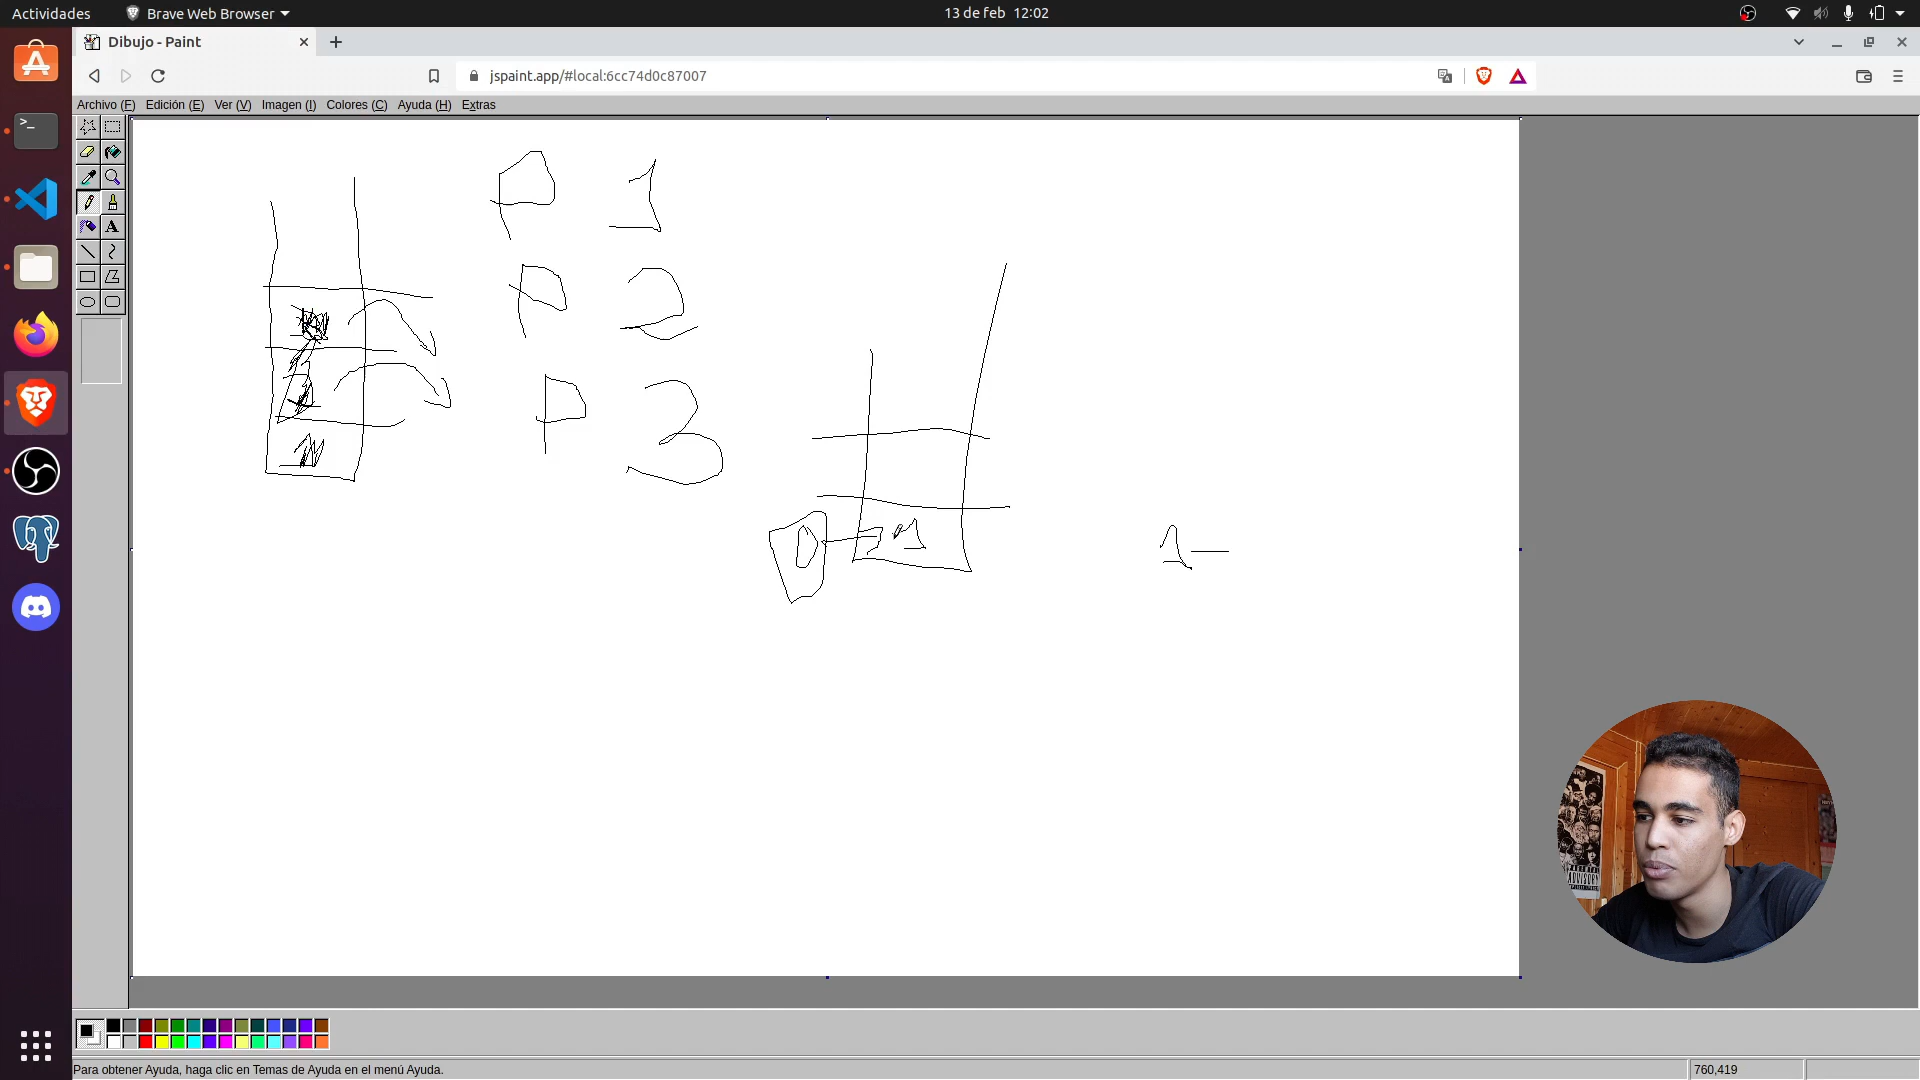 Actividades
Brave Web Browser
13 de feb 12:02
Dibujo - Paint
jspaint.app/#local:6cc74d0c87007
Archivo (F) Edición (E) Ver (V) Imagen (I) Colores (C) Ayuda (H) Extras
P 1
P 2
P 3
0 1
1
Para obtener Ayuda, haga clic en Temas de Ayuda en el menú Ayuda.
760,419